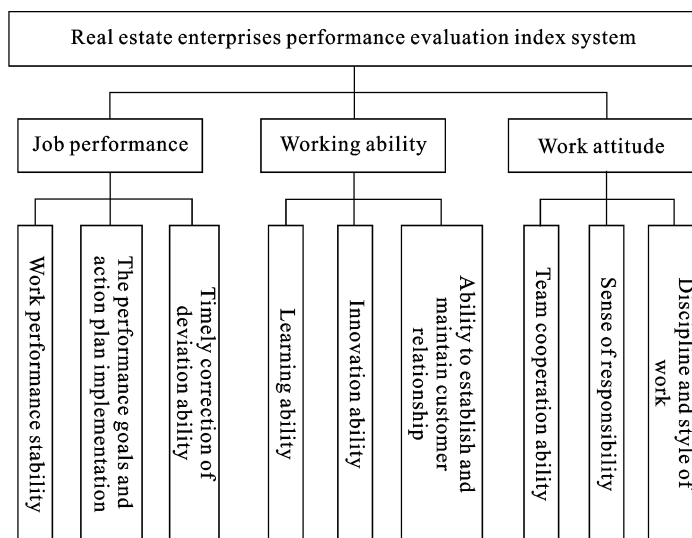 Real estate enterprises performance evaluation index system
Job performance
Working ability
Work attitude
Work performance stability
The performance goals and
action plan implementation
Timely correction of
deviation ability
Learning ability
Innovation ability
Ability to establish and
maintain customer
relationship
Team cooperation ability
Sense of responsibility
Discipline and style of
work